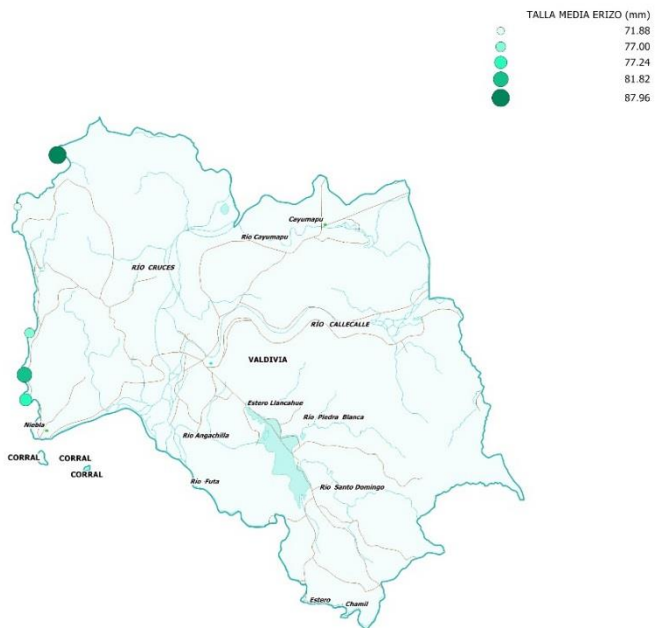 TALLA MEDIA ERIZO (mm)
71.88
77.00
77.24
81.82
87.96
Cayumapu
Río Cayumapu
RÍO CRUCES
RÍO CALLECALLE
VALDIVIA
Estero Llancahue
Río Piedra Blanca
Niebla
Río Angachilla
CORRAL
CORRAL
CORRAL
Río Futa
Río Santo Domingo
Estero Chamil